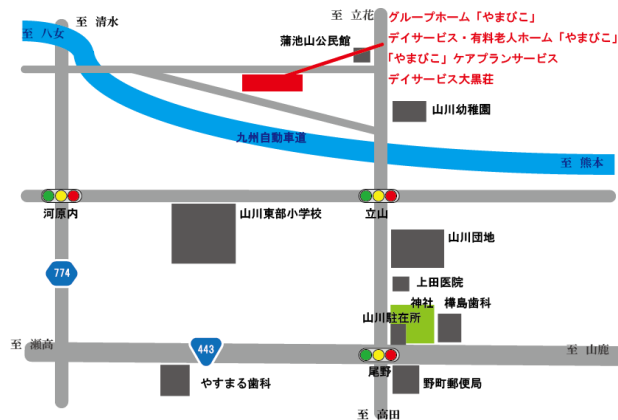 至 立花
グループホーム「やまびこ」
至 清水
至 八女
デイサービス・有料老人ホーム「やまびこ」
蒲池山公民館
「やまびこ」ケアプランサービス
デイサービス大黒荘
山川幼稚園
九州自動車道
至 熊本
河原内
山川東部小学校
立山
山川団地
774
上田医院
神社
樺島歯科
山川駐在所
至 瀬高
443
至 山鹿
尾野
やすまる歯科
野町郵便局
至 高田